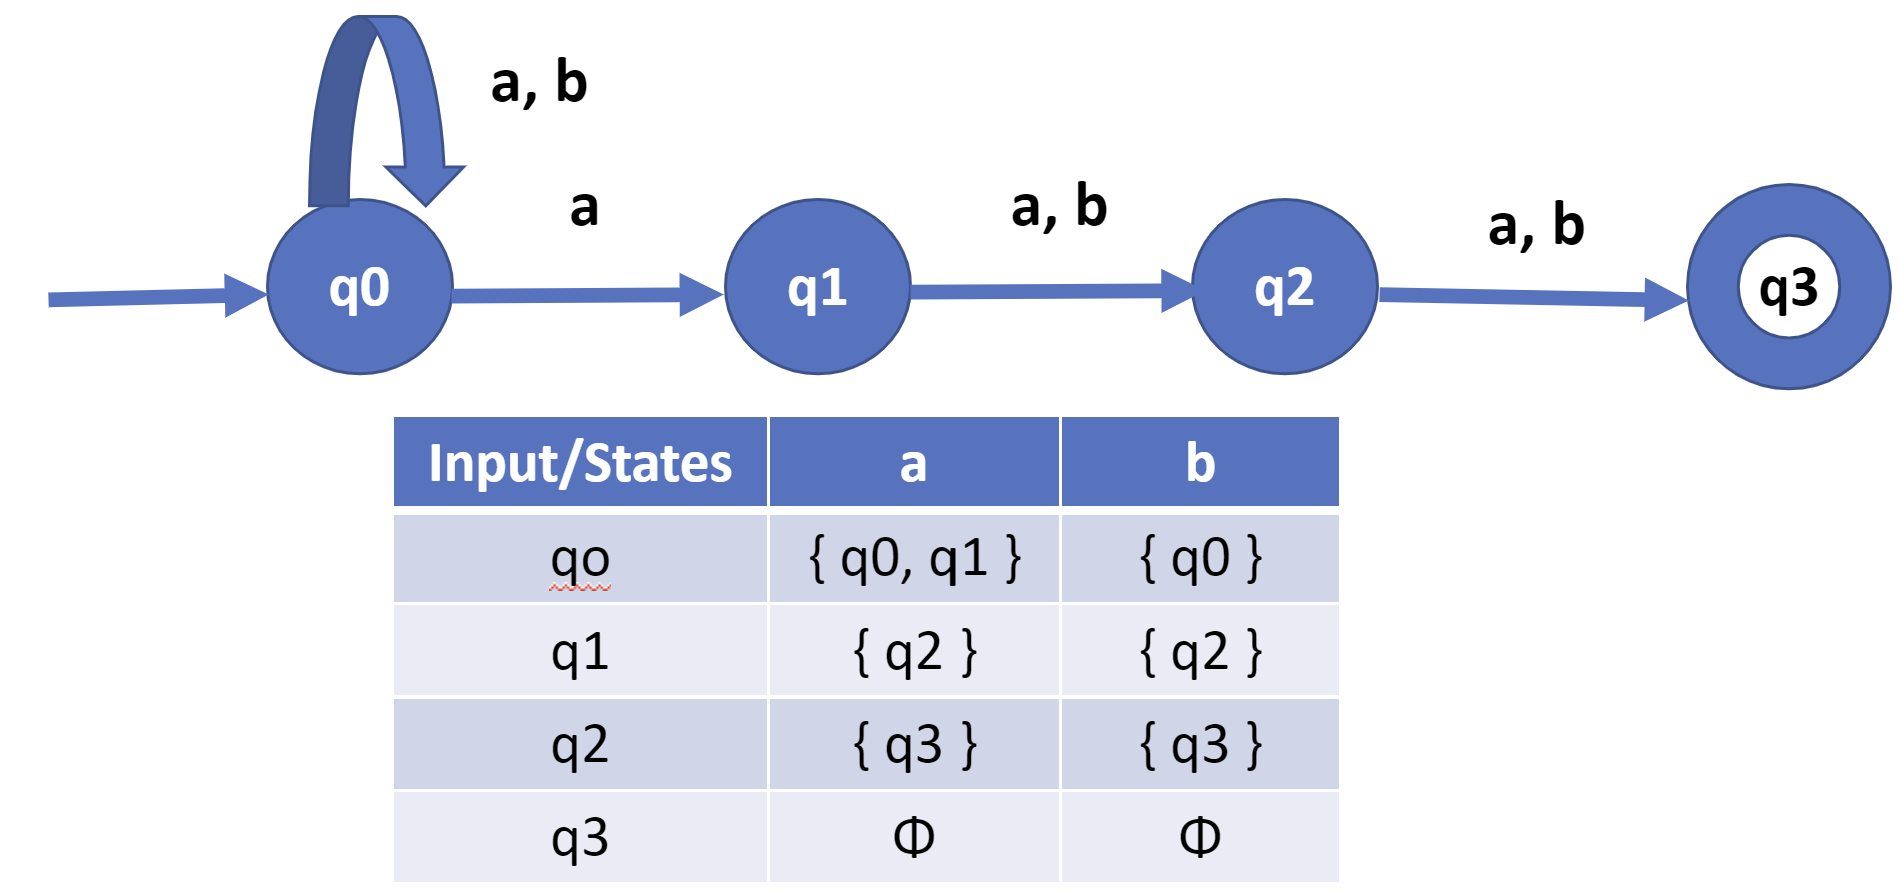 a, b
a
a, b
a, b
q0
q1
q2
q3
Input/States a b
qo { q0, q1 } { q0 }
q1 { q2 } { q2 }
q2 { q3 } { q3 }
q3 Φ Φ